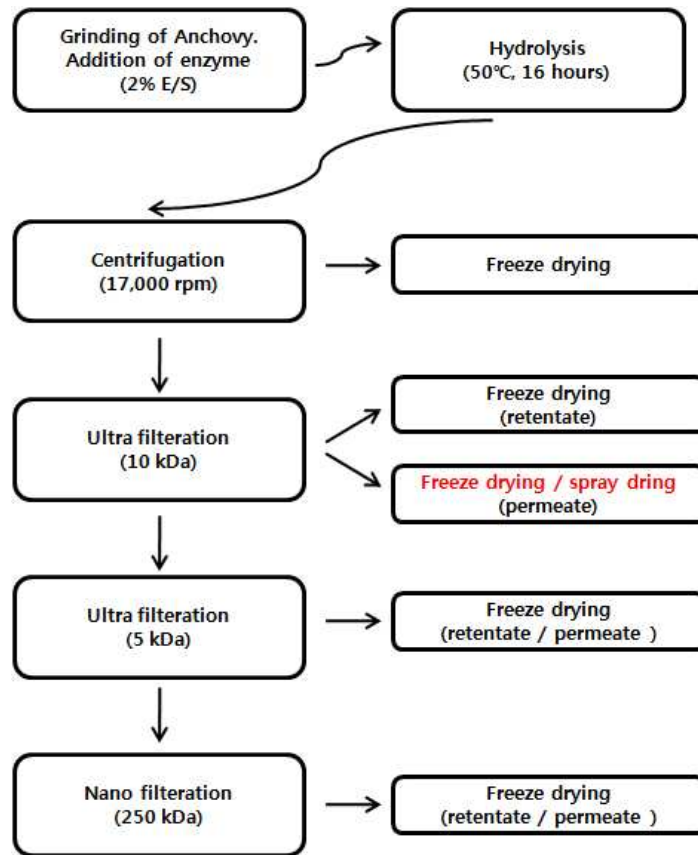 Grinding of Anchovy.
Addition of enzyme
(2% E/S)
Hydrolysis
(50℃, 16 hours)
Centrifugation
(17,000 rpm)
Freeze drying
Ultra filteration
(10 kDa)
Freeze drying
(retentate)
Freeze drying / spray dring
(permeate)
Ultra filteration
(5 kDa)
Freeze drying
(retentate / permeate )
Nano filteration
(250 kDa)
Freeze drying
(retentate / permeate )